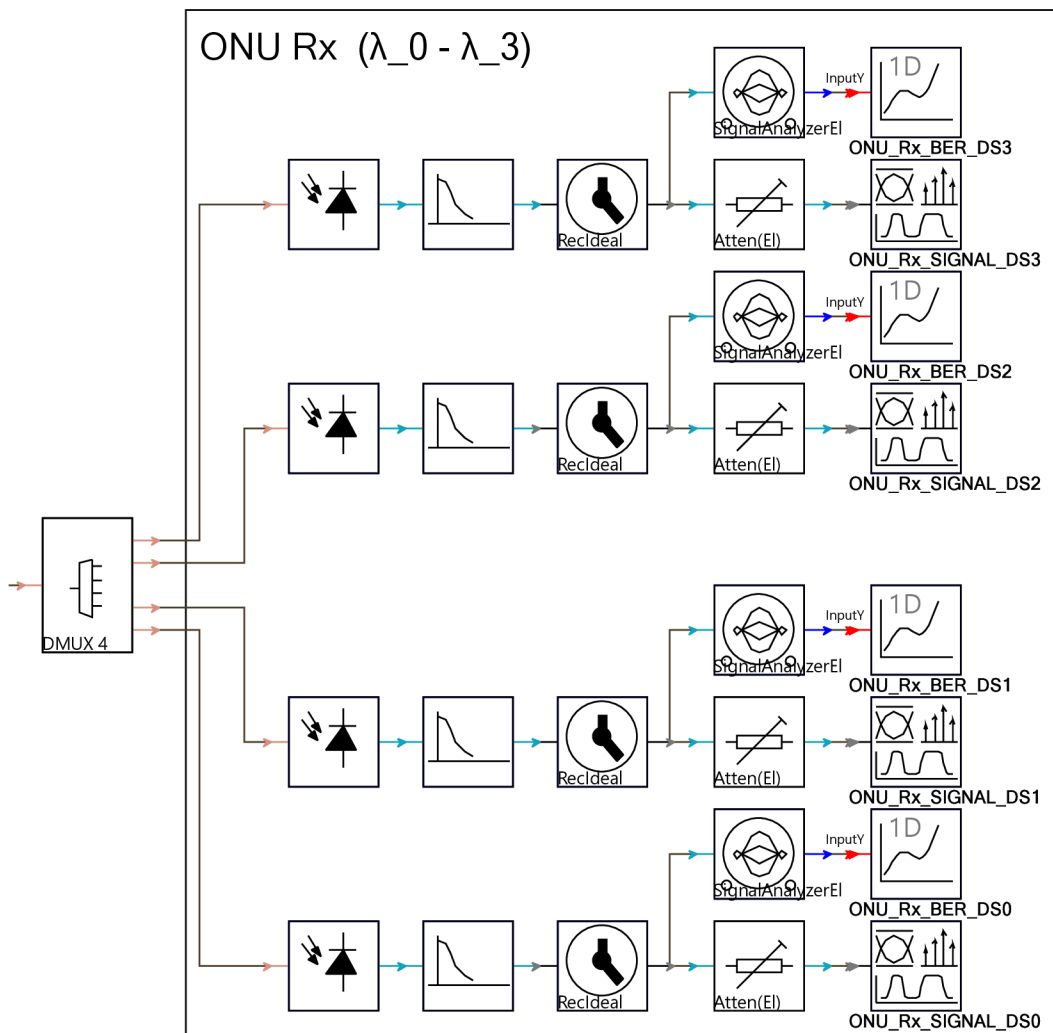 ONU Rx (λ_0 - λ_3)
InputY
1D
SignalAnalyzerEl
ONU_Rx_BER_DS3
RecIdeal
Atten(El)
ONU_Rx_SIGNAL_DS3
InputY
1D
SignalAnalyzerEl
ONU_Rx_BER_DS2
RecIdeal
Atten(El)
ONU_Rx_SIGNAL_DS2
DMUX 4
InputY
1D
SignalAnalyzerEl
ONU_Rx_BER_DS1
RecIdeal
Atten(El)
ONU_Rx_SIGNAL_DS1
InputY
1D
SignalAnalyzerEl
ONU_Rx_BER_DS0
RecIdeal
Atten(El)
ONU_Rx_SIGNAL_DS0